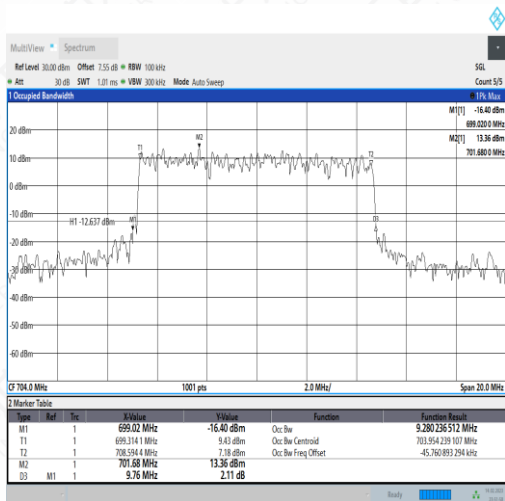 MultiView Spectrum
Ref Level 30.00 dBm Offset 7.55 dB RBW 100 kHz SGL
Att 30 dB SWT 1.01 ms VBW 300 kHz Mode Auto Sweep Count 5/5
1 Occupied Bandwidth 1Pk Max
M1[1] -16.40 dBm
699.020 0 MHz
M2[1] 13.36 dBm
701.680 0 MHz
20 dBm
M2
T1
T2
10 dBm
0 dBm
-10 dBm
H1 -12.637 dBm
M1
D3
-20 dBm
-30 dBm
-40 dBm
-50 dBm
-60 dBm
CF 704.0 MHz 1001 pts 2.0 MHz/ Span 20.0 MHz
2 Marker Table
Type Ref Trc X-Value Y-Value Function Function Result
M1 1 699.02 MHz -16.40 dBm Occ Bw 9.280 236 512 MHz
T1 1 699.314 1 MHz 9.43 dBm Occ Bw Centroid 703.954 239 107 MHz
T2 1 708.594 4 MHz 7.18 dBm Occ Bw Freq Offset -45.760 893 294 kHz
M2 1 701.68 MHz 13.36 dBm
D3 M1 1 9.76 MHz 2.11 dB
Ready